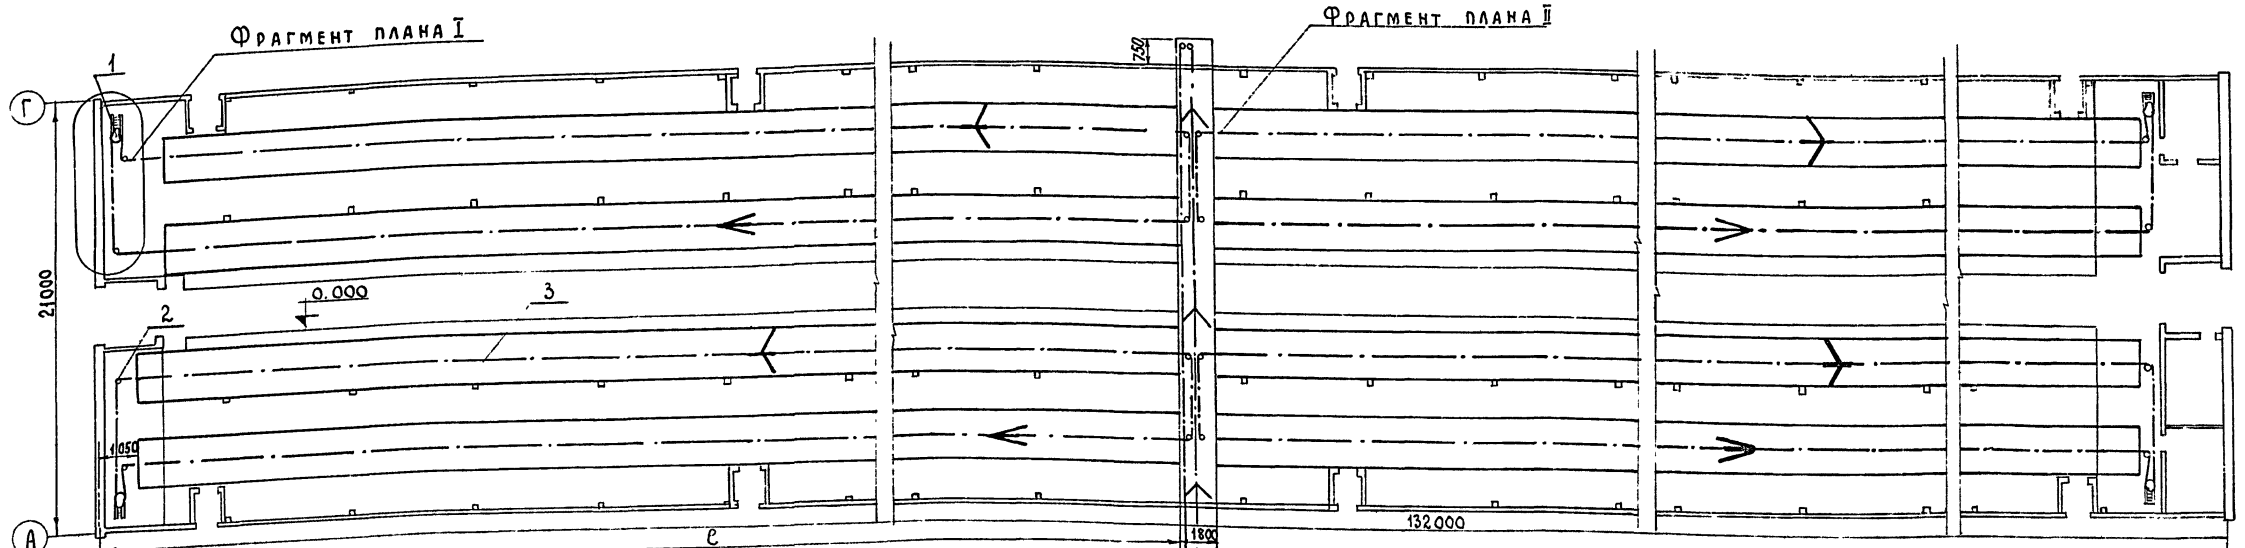 Фрагмент плана I
Фрагмент плана II
1
750
Г
21000
0.000
3
2
1050
А
ℓ
1800
132000